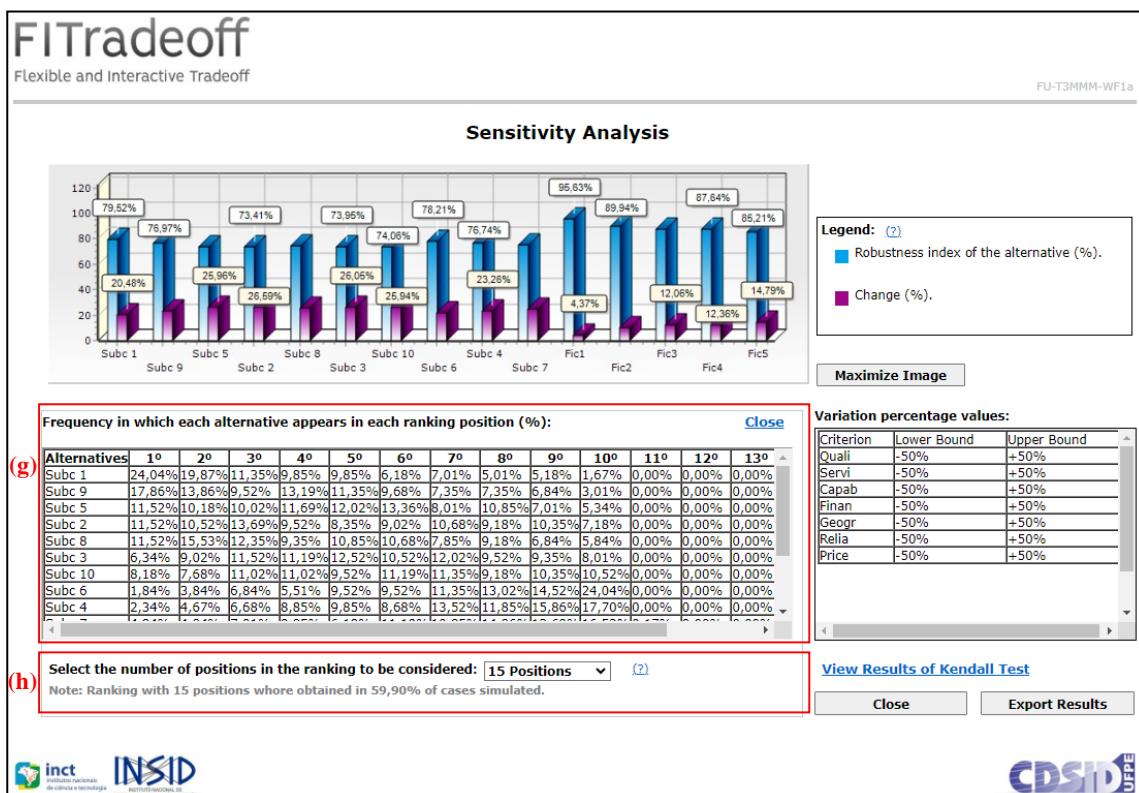 FITradeoff
Flexible and Interactive Tradeoff
FU-T3MMM-WF1a
Sensitivity Analysis
120
100
80
60
40
20
0
79,52%
76,97%
73,41%
73,95%
74,06%
78,21%
76,74%
95,63%
89,94%
87,64%
85,21%
20,48%
25,96%
26,59%
26,05%
25,94%
23,26%
4,37%
12,06%
12,36%
14,79%
Subc 1
Subc 9
Subc 5
Subc 2
Subc 8
Subc 3
Subc 10
Subc 6
Subc 4
Subc 7
Fic1
Fic2
Fic3
Fic4
Fic5
Legend: (?)
Robustness index of the alternative (%).
Change (%).
Maximize Image
(g)
Frequency in which each alternative appears in each ranking position (%): Close
Alternatives 1º 2º 3º 4º 5º 6º 7º 8º 9º 10º 11º 12º 13º
Subc 1 24,04% 19,87% 11,35% 9,85% 9,85% 6,18% 7,01% 5,01% 5,18% 1,67% 0,00% 0,00% 0,00%
Subc 9 17,86% 13,86% 9,52% 13,19% 11,35% 9,68% 7,35% 7,35% 6,84% 3,01% 0,00% 0,00% 0,00%
Subc 5 11,52% 10,18% 10,02% 11,69% 12,02% 13,36% 8,01% 10,85% 7,01% 5,34% 0,00% 0,00% 0,00%
Subc 2 11,52% 10,52% 13,69% 9,52% 8,35% 9,02% 10,68% 9,18% 10,35% 7,18% 0,00% 0,00% 0,00%
Subc 8 11,52% 15,53% 12,35% 9,35% 10,85% 10,68% 7,85% 9,18% 6,84% 5,84% 0,00% 0,00% 0,00%
Subc 3 6,34% 9,02% 11,52% 11,19% 12,52% 10,52% 12,02% 9,52% 9,35% 8,01% 0,00% 0,00% 0,00%
Subc 10 8,18% 7,68% 11,02% 11,02% 9,52% 11,19% 11,35% 9,18% 10,35% 10,52% 0,00% 0,00% 0,00%
Subc 6 1,84% 3,84% 6,84% 5,51% 9,52% 9,52% 11,35% 13,02% 14,52% 24,04% 0,00% 0,00% 0,00%
Subc 4 2,34% 4,67% 6,68% 8,85% 9,85% 8,68% 13,52% 11,85% 15,86% 17,70% 0,00% 0,00% 0,00%
Variation percentage values:
Criterion Lower Bound Upper Bound
Quali -50% +50%
Servi -50% +50%
Capab -50% +50%
Finan -50% +50%
Geogr -50% +50%
Relia -50% +50%
Price -50% +50%
(h)
Select the number of positions in the ranking to be considered: 15 Positions (?)
Note: Ranking with 15 positions whore obtained in 59,90% of cases simulated.
View Results of Kendall Test
Close
Export Results
inct
institutos nacionais
de ciência e tecnologia
INSID
INSTITUTO NACIONAL DE
CDSID
UFPE